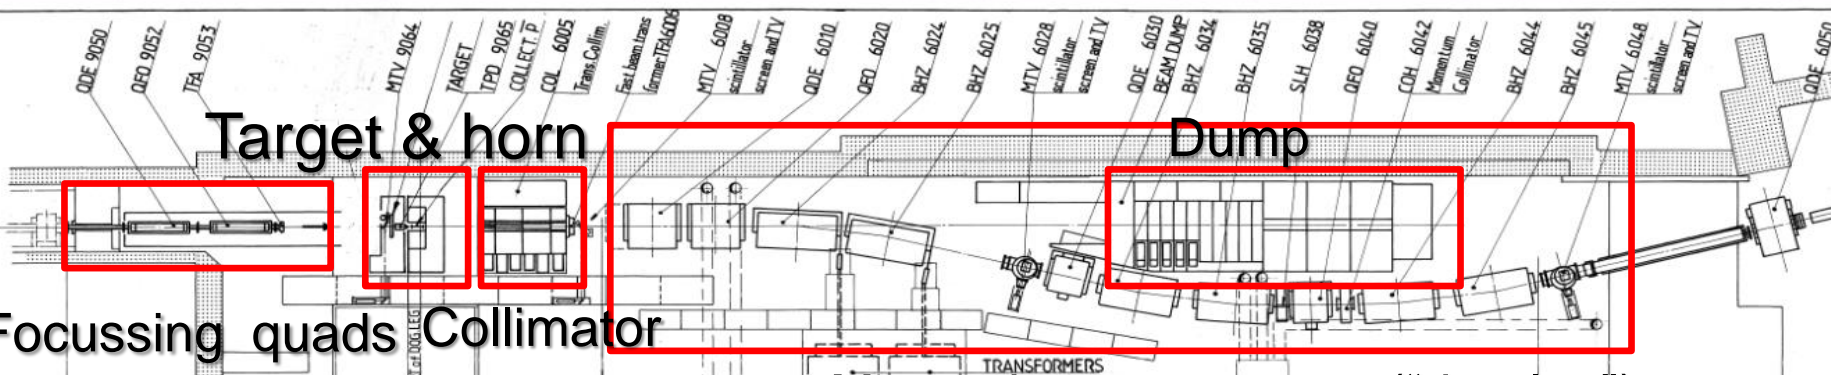 QDE 9050
QFO 9052
TFA 9053
MTV 9064
TARGET
TPD 9065
COLLECT. P
COL 6005
Trans. Collim.
Fast beam trans
former TFA6006
MTV 6008
scintillator
screen and TV
QDE 6010
QFO 6020
BHZ 6024
BHZ 6025
MTV 6028
scintillator
screen and TV
QDE 6030
BEAM DUMP
BHZ 6034
BHZ 6035
SLH 6038
QFO 6040
COH 6042
Momentum
Collimator
BHZ 6044
BHZ 6045
MTV 6048
scintillator
screen and TV
QDE 6050
Target & horn
Dump
Focussing quads
Collimator
of DOGLEG
TRANSFORMERS